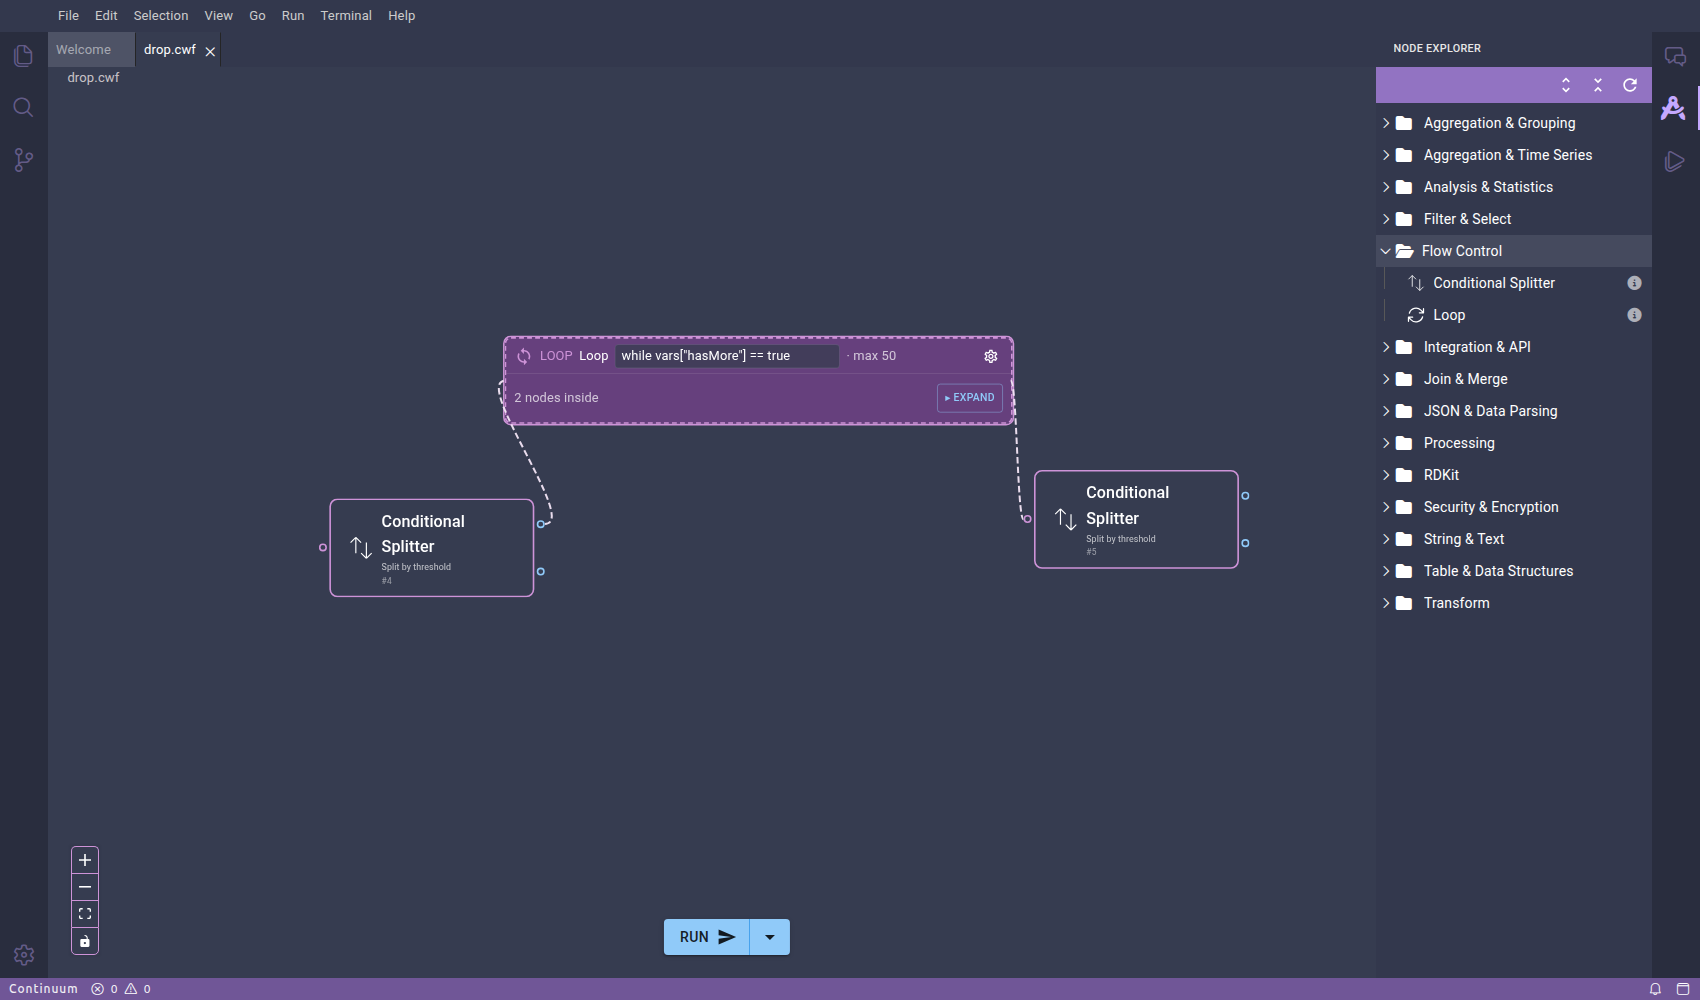 File Edit Selection View Go Run Terminal Help
Welcome drop.cwf
drop.cwf
LOOP Loop while vars["hasMore"] == true · max 50
2 nodes inside EXPAND
Conditional
Splitter
Split by threshold
#4
Conditional
Splitter
Split by threshold
#5
RUN
NODE EXPLORER
Aggregation & Grouping
Aggregation & Time Series
Analysis & Statistics
Filter & Select
Flow Control
Conditional Splitter
Loop
Integration & API
Join & Merge
JSON & Data Parsing
Processing
RDKit
Security & Encryption
String & Text
Table & Data Structures
Transform
Continuum 0 0